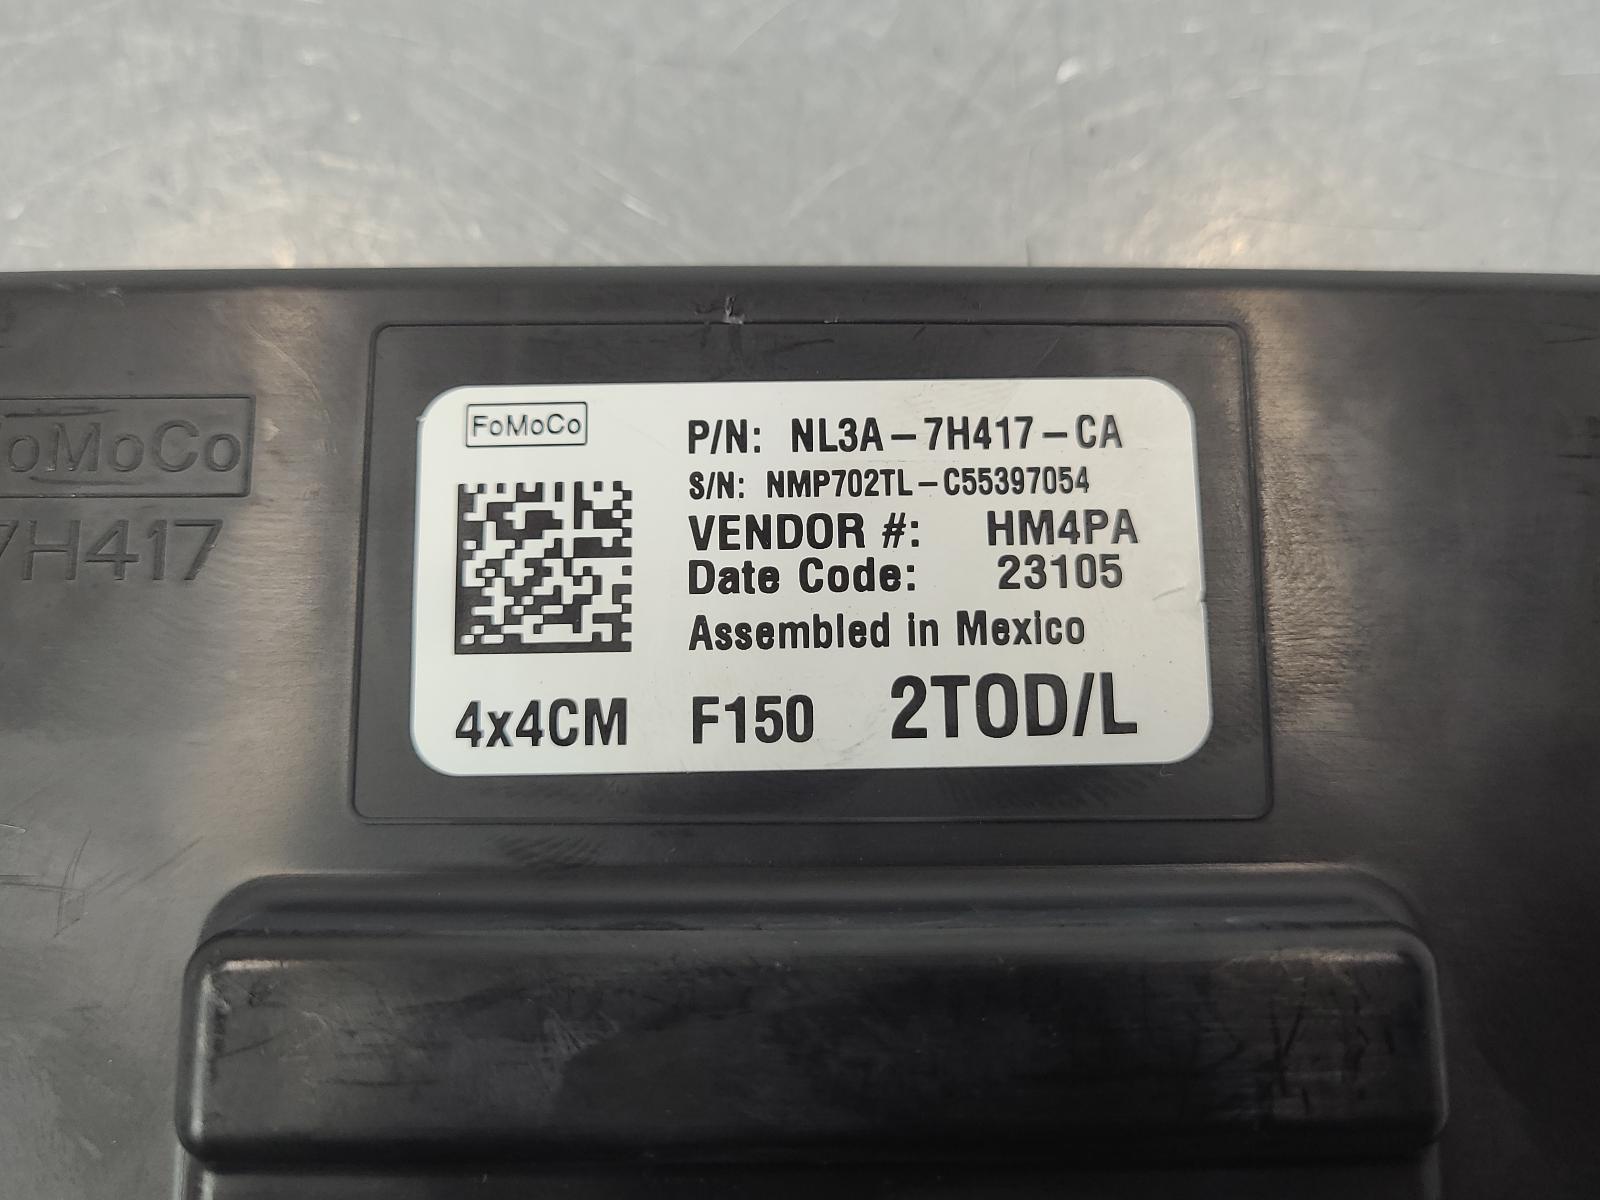 FoMoCo
P/N: NL3A-7H417-CA
S/N: NMP702TL-C55397054
VENDOR #: HM4PA
Date Code: 23105
Assembled in Mexico
4x4CM F150 2TOD/L
FoMoCo
7H417